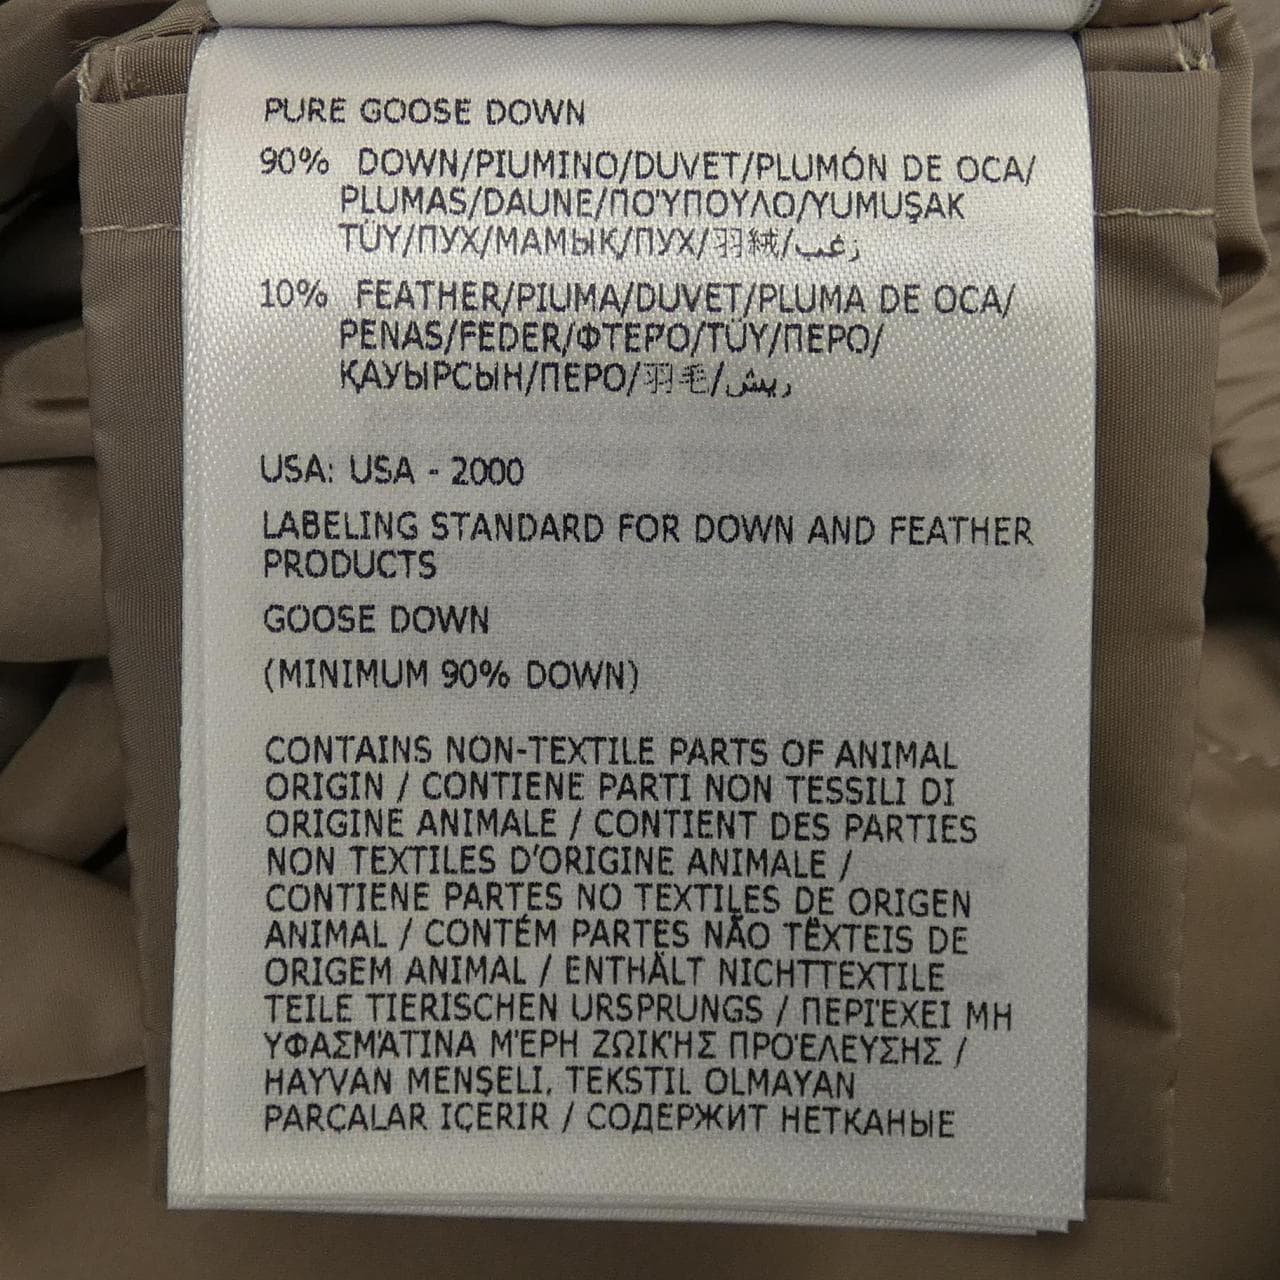 PURE GOOSE DOWN
90% DOWN/PIUMINO/DUVET/PLUMÓN DE OCA/
PLUMAS/DAUNE/ΠΟΎΠΟΥΛΟ/YUMUŞAK
TÜY/ПУХ/МАМЫҚ/ПУХ/羽絨/زغب
10% FEATHER/PIUMA/DUVET/PLUMA DE OCA/
PENAS/FEDER/ΦΤΕΡΌ/TÜY/ПЕРО/
ҚАУЫРСЫН/ПЕРО/羽毛/ريش
USA: USA - 2000
LABELING STANDARD FOR DOWN AND FEATHER
PRODUCTS
GOOSE DOWN
(MINIMUM 90% DOWN)
CONTAINS NON-TEXTILE PARTS OF ANIMAL
ORIGIN / CONTIENE PARTI NON TESSILI DI
ORIGINE ANIMALE / CONTIENT DES PARTIES
NON TEXTILES D'ORIGINE ANIMALE /
CONTIENE PARTES NO TEXTILES DE ORIGEN
ANIMAL / CONTÉM PARTES NÃO TÊXTEIS DE
ORIGEM ANIMAL / ENTHÄLT NICHTTEXTILE
TEILE TIERISCHEN URSPRUNGS / ΠΕΡΙΈΧΕΙ ΜΗ
ΥΦΑΣΜΆΤΙΝΑ ΜΈΡΗ ΖΩΙΚΉΣ ΠΡΟΈΛΕΥΣΗΣ /
HAYVAN MENŞELI, TEKSTIL OLMAYAN
PARÇALAR IÇERIR / СОДЕРЖИТ НЕТКАНЫЕ